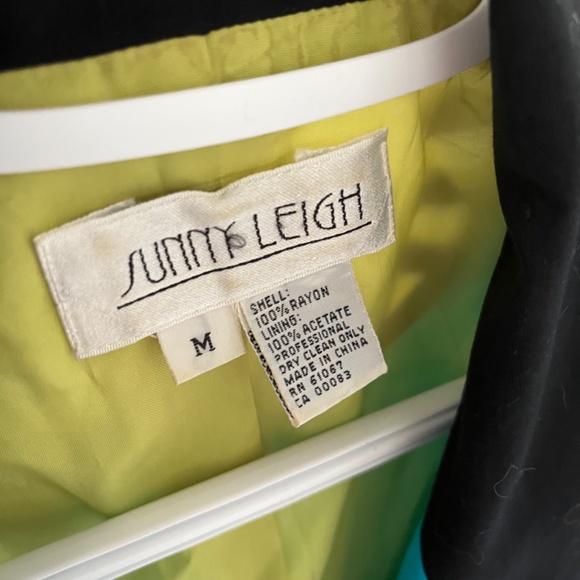 SUNNY LEIGH
M
SHELL:
100% RAYON
LINING:
100% ACETATE
PROFESSIONAL
DRY CLEAN ONLY
MADE IN CHINA
RN 61067
CA 00083